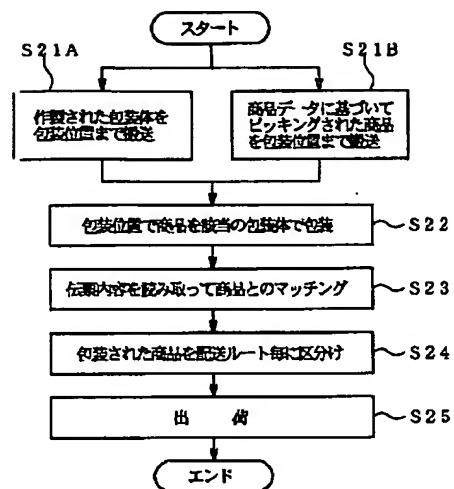 スタート
S21A
S21B
作製された包装体を
包装位置まで搬送
商品データに基づいて
ピッキングされた商品
を包装位置まで搬送
包装位置で商品を該当の包装体で包装
S22
伝票内容を読み取って商品とのマッチング
S23
包装された商品を配送ルート毎に区分け
S24
出 荷
S25
エンド